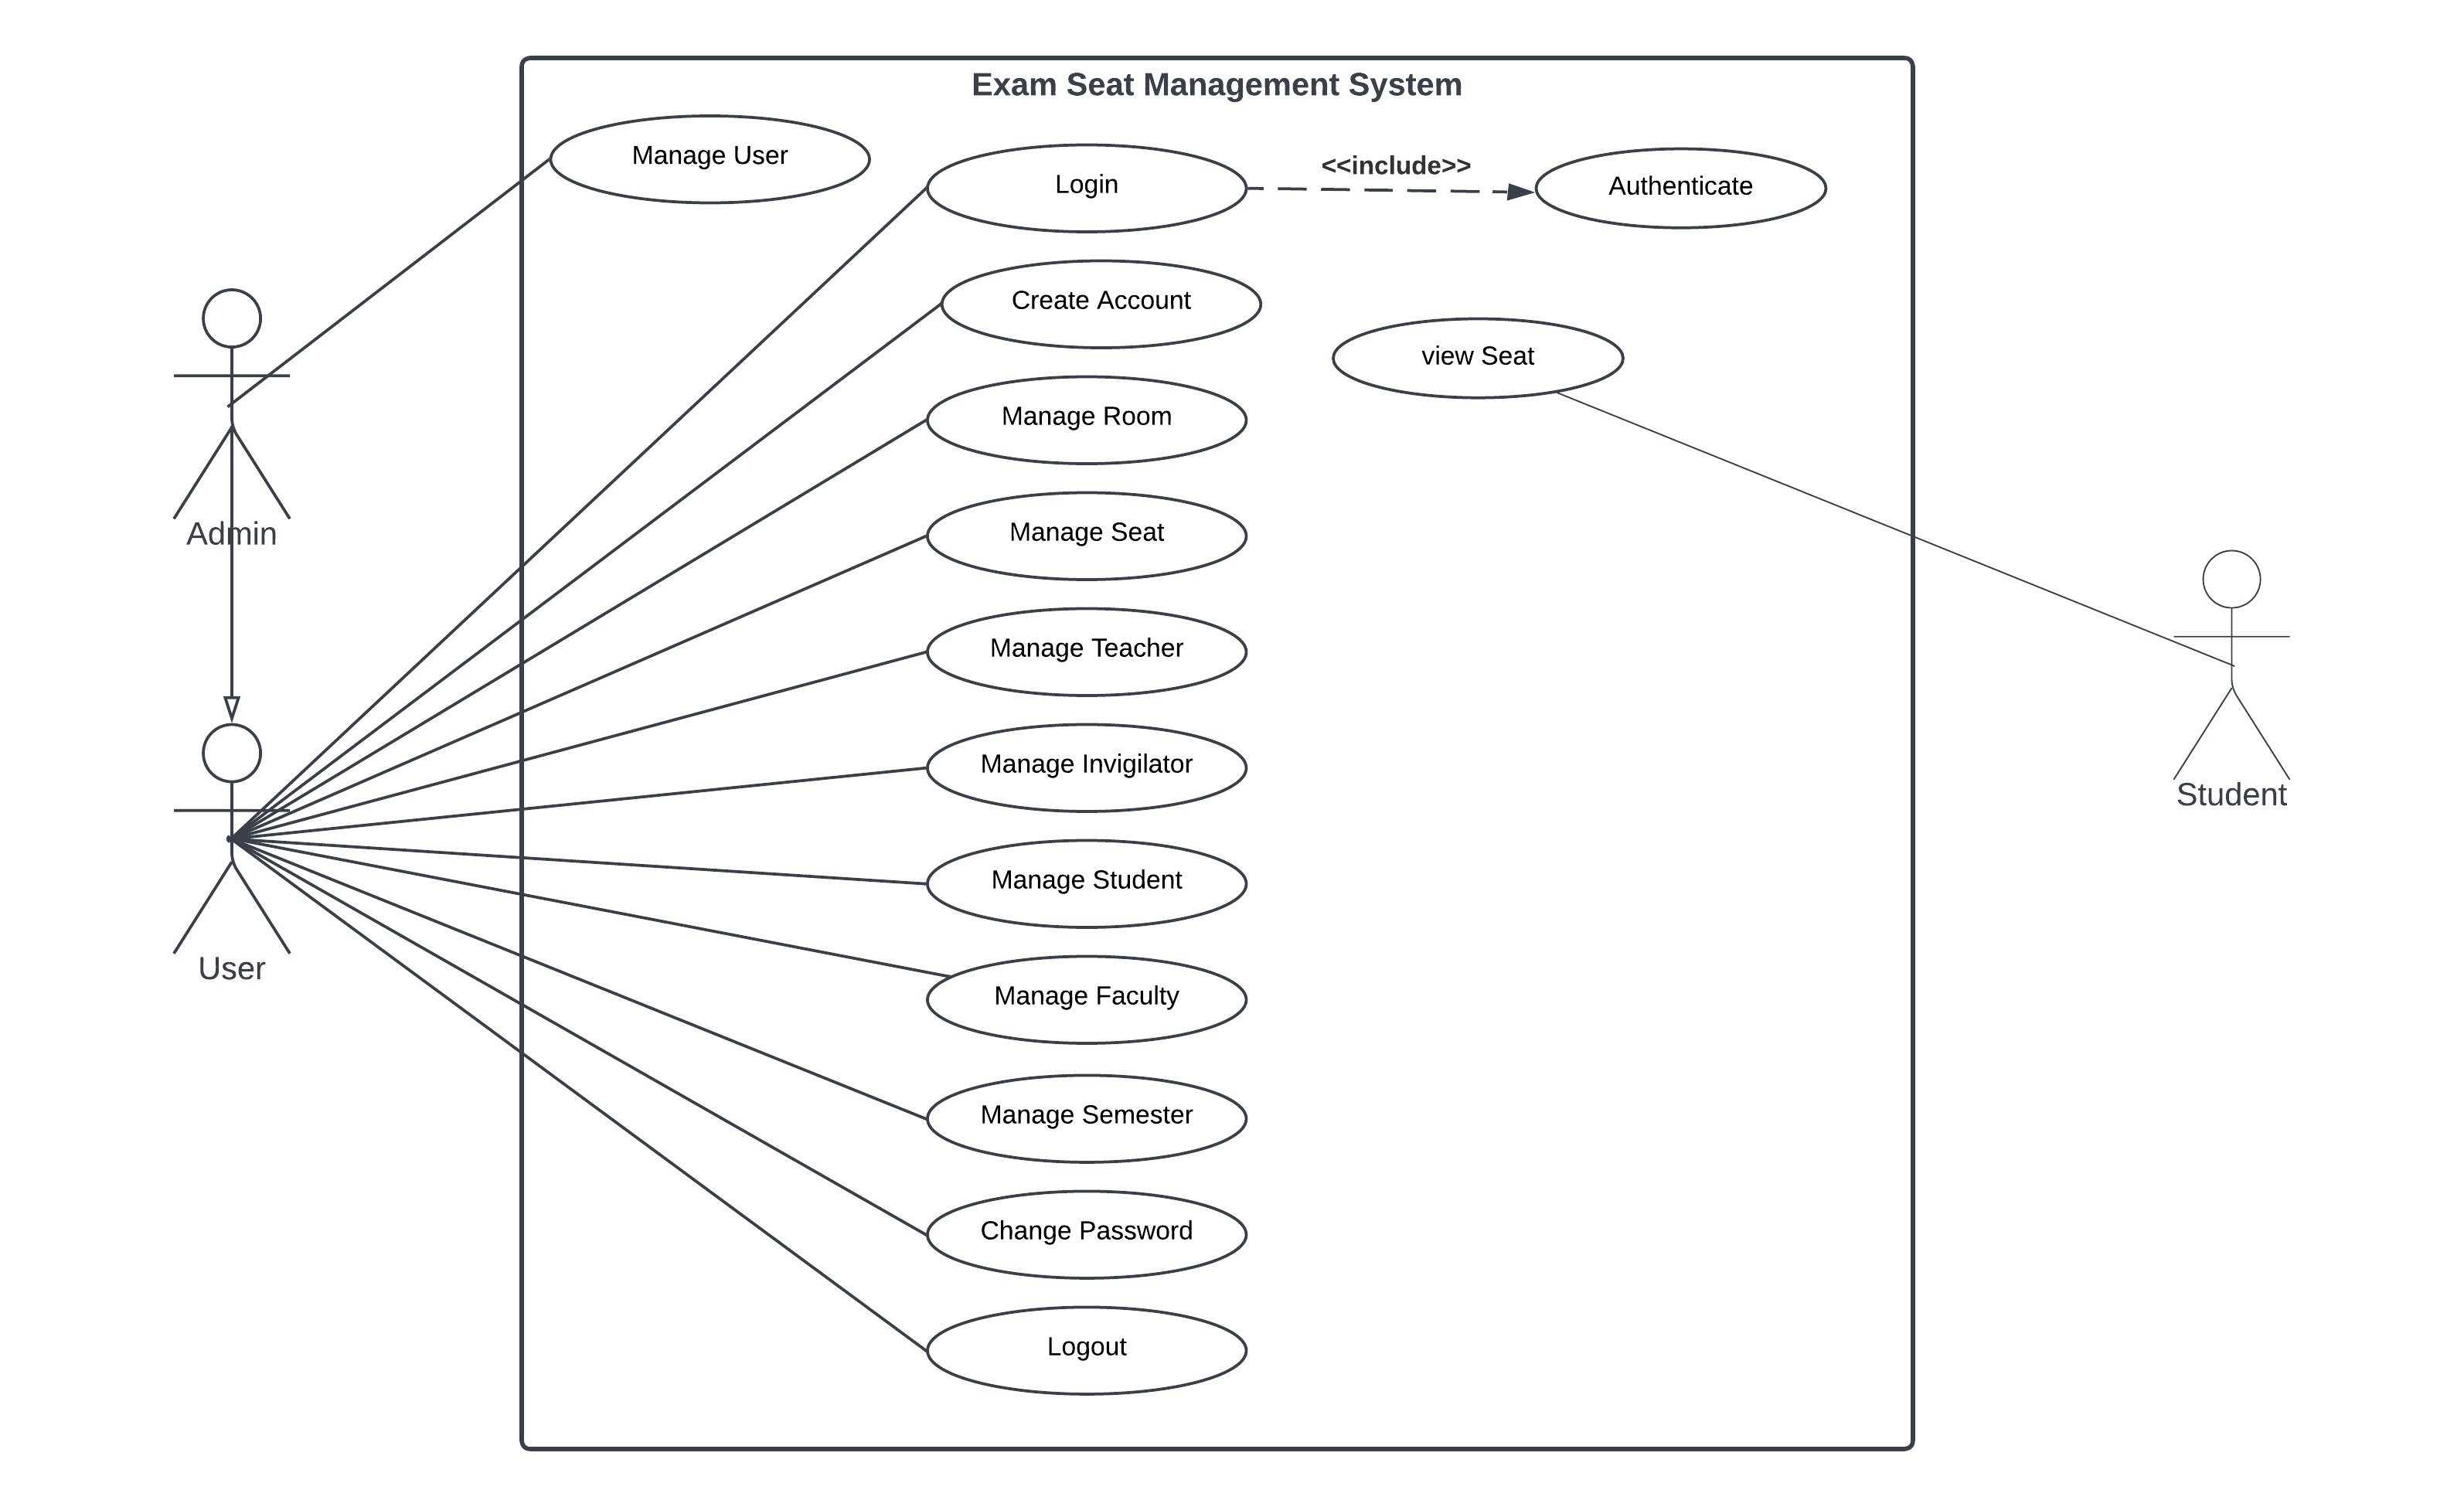 Exam Seat Management System
Manage User
Login
<<include>>
Authenticate
Create Account
view Seat
Manage Room
Admin
Manage Seat
Manage Teacher
Manage Invigilator
Student
Manage Student
User
Manage Faculty
Manage Semester
Change Password
Logout